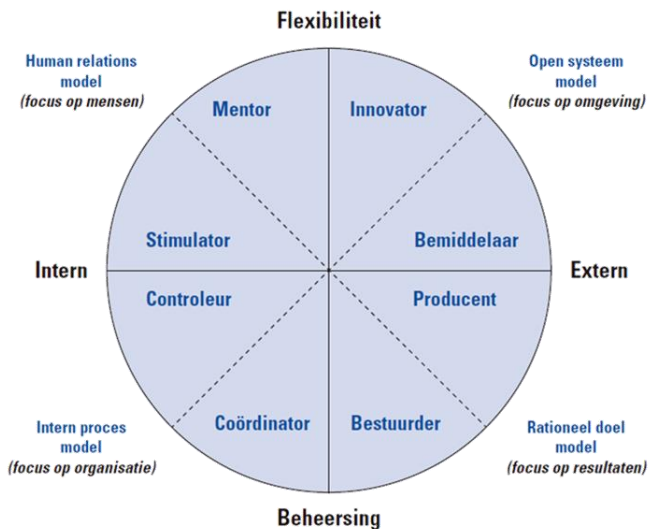 Flexibiliteit
Human relations
model
(focus op mensen)
Open systeem
model
(focus op omgeving)
Mentor
Innovator
Stimulator
Bemiddelaar
Intern
Extern
Controleur
Producent
Coördinator
Bestuurder
Intern proces
model
(focus op organisatie)
Rationeel doel
model
(focus op resultaten)
Beheersing